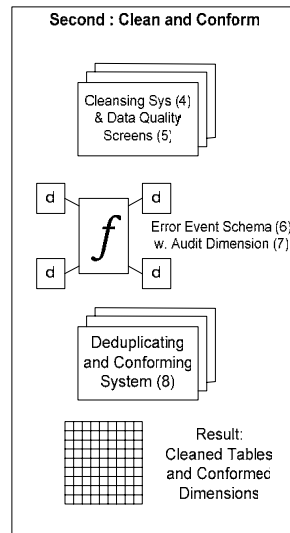 Second : Clean and Conform
Cleansing Sys (4)
& Data Quality
Screens (5)
d
d
f
Error Event Schema (6)
w. Audit Dimension (7)
d
d
Deduplicating
and Conforming
System (8)
Result:
Cleaned Tables
and Conformed
Dimensions